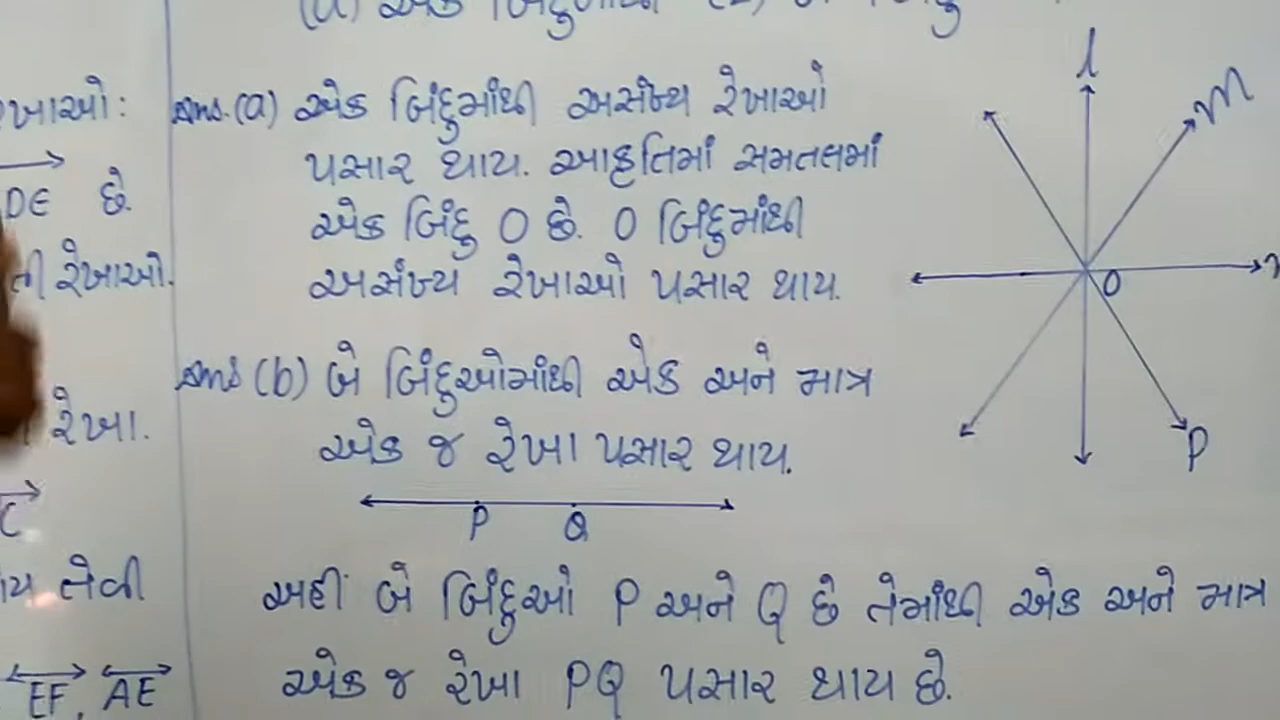 (a) એક બિંદુમાંથી (b) બે
ans.(a) એક બિંદુમાંથી અસંખ્ય રેખાઓ
પસાર થાય. આકૃતિમાં સમતલમાં
એક બિંદુ O છે. O બિંદુમાંથી
અસંખ્ય રેખાઓ પસાર થાય.
ans (b) બે બિંદુઓમાંથી એક અને માત્ર
એક જ રેખા પસાર થાય.
P Q
અહીં બે બિંદુઓ P અને Q છે તેમાંથી એક અને માત્ર
એક જ રેખા PQ પસાર થાય છે.
l
m
n
O
P
DE છે.
રેખાઓ.
રેખા.
C
તેવી
EF, AE